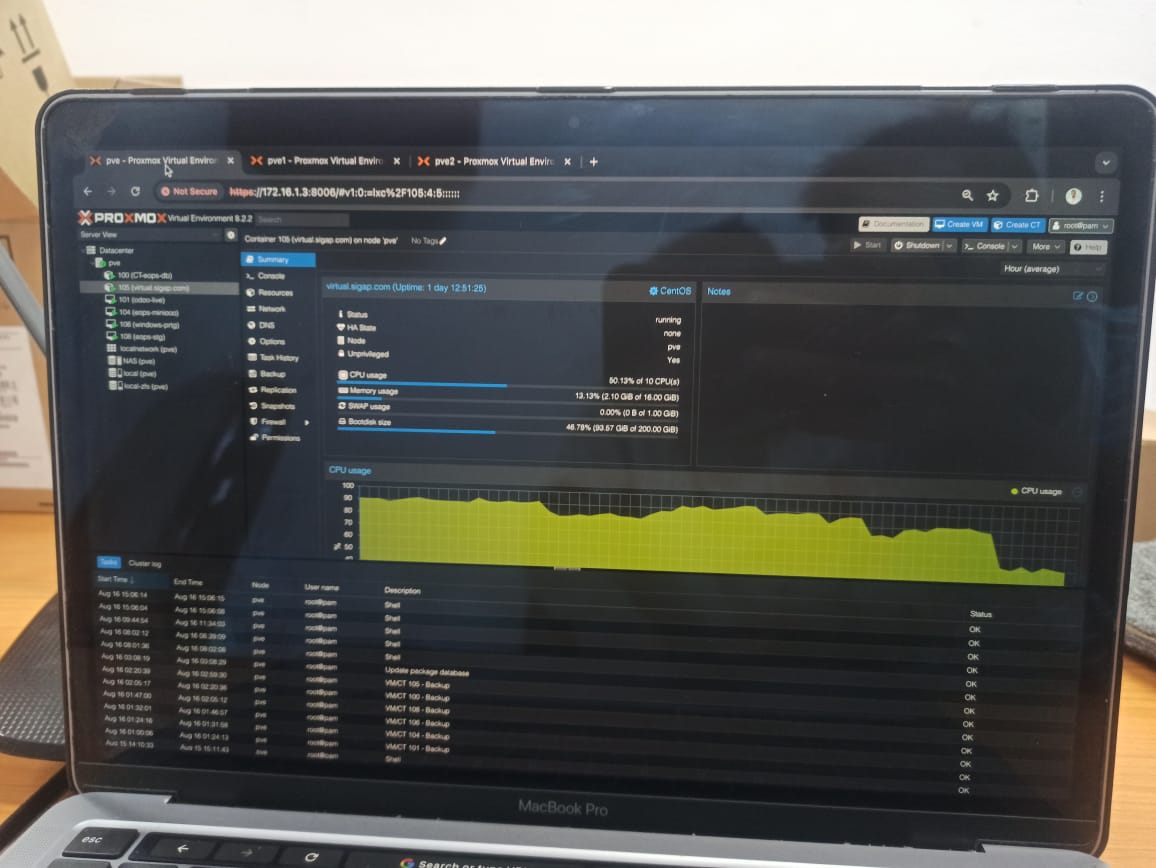 pve - Proxmox Virtual Environ
pve1 - Proxmox Virtual Enviro
pve2 - Proxmox Virtual Enviro
Not Secure https://172.16.1.3:8006/#v1:0:=lxc%2F105:4:5::::::
PROXMOX Virtual Environment 8.2.2 Search
Documentation Create VM Create CT root@pam
Server View
Container 105 (virtual.sigap.com) on node 'pve' No Tags
Start Shutdown Console More Help
Datacenter
pve
100 (CT-eops-db)
105 (virtual.sigap.com)
101 (odoo-live)
104 (eops-miniooo)
106 (windows-prtg)
108 (eops-stg)
localnetwork (pve)
NAS (pve)
local (pve)
local-zfs (pve)
Summary
Console
Resources
Network
DNS
Options
Task History
Backup
Replication
Snapshots
Firewall
Permissions
Hour (average)
virtual.sigap.com (Uptime: 1 day 12:51:25) CentOS
Status running
HA State none
Node pve
Unprivileged Yes
CPU usage 50.13% of 10 CPU(s)
Memory usage 13.13% (2.10 GiB of 16.00 GiB)
SWAP usage 0.00% (0 B of 1.00 GiB)
Bootdisk size 46.78% (93.57 GiB of 200.00 GiB)
Notes
CPU usage
CPU usage
100
90
80
70
60
50
40
%
Tasks Cluster log
Start Time End Time Node User name Description Status
Aug 16 15:06:14 Aug 16 15:06:15 pve root@pam Shell OK
Aug 16 15:06:04 Aug 16 15:06:08 pve root@pam Shell OK
Aug 16 09:44:54 Aug 16 11:34:03 pve root@pam Shell OK
Aug 16 08:02:12 Aug 16 08:39:09 pve root@pam Shell OK
Aug 16 08:01:36 Aug 16 08:02:08 pve root@pam Shell OK
Aug 16 03:08:19 Aug 16 03:08:29 pve root@pam Update package database OK
Aug 16 02:20:39 Aug 16 02:59:30 pve root@pam VM/CT 105 - Backup OK
Aug 16 02:05:17 Aug 16 02:20:36 pve root@pam VM/CT 100 - Backup OK
Aug 16 01:47:00 Aug 16 02:05:12 pve root@pam VM/CT 108 - Backup OK
Aug 16 01:32:01 Aug 16 01:46:57 pve root@pam VM/CT 106 - Backup OK
Aug 16 01:24:16 Aug 16 01:31:58 pve root@pam VM/CT 104 - Backup OK
Aug 16 01:00:06 Aug 16 01:24:13 pve root@pam VM/CT 101 - Backup OK
Aug 15 14:10:33 Aug 15 15:11:43 pve root@pam Shell OK
MacBook Pro
esc